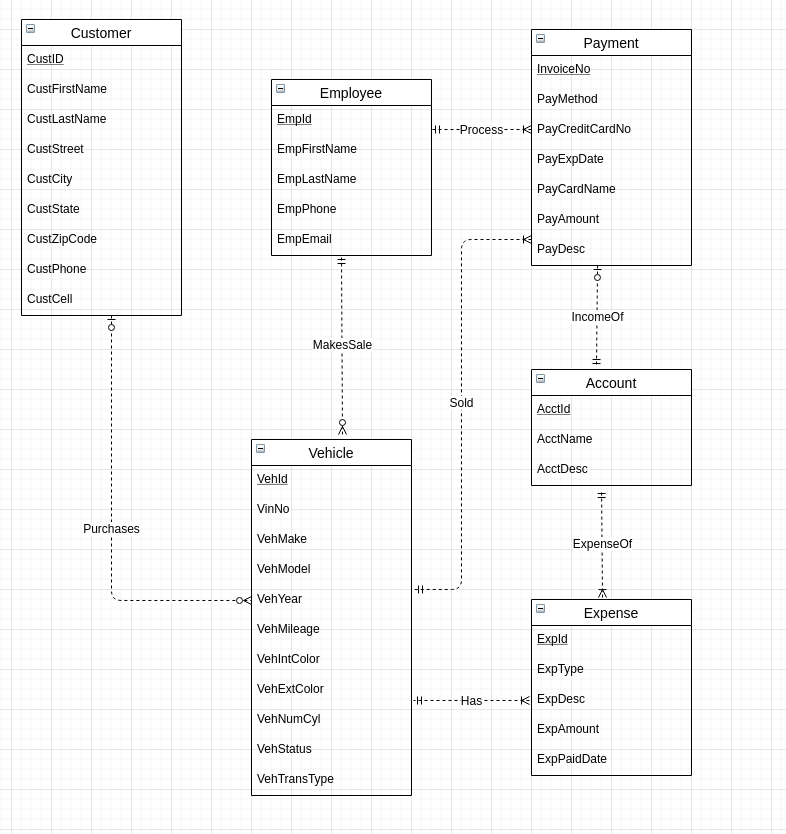 Customer
CustID
CustFirstName
CustLastName
CustStreet
CustCity
CustState
CustZipCode
CustPhone
CustCell
Employee
EmpId
EmpFirstName
EmpLastName
EmpPhone
EmpEmail
Payment
InvoiceNo
PayMethod
PayCreditCardNo
PayExpDate
PayCardName
PayAmount
PayDesc
Process
IncomeOf
MakesSale
Sold
Purchases
Account
AcctId
AcctName
AcctDesc
ExpenseOf
Vehicle
VehId
VinNo
VehMake
VehModel
VehYear
VehMileage
VehIntColor
VehExtColor
VehNumCyl
VehStatus
VehTransType
Has
Expense
ExpId
ExpType
ExpDesc
ExpAmount
ExpPaidDate